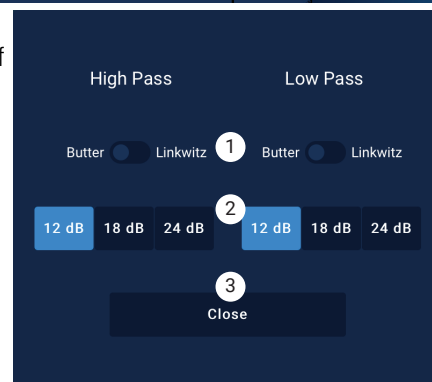 f
High Pass Low Pass
Butter Linkwitz 1 Butter Linkwitz
2
12 dB 18 dB 24 dB 12 dB 18 dB 24 dB
3
Close